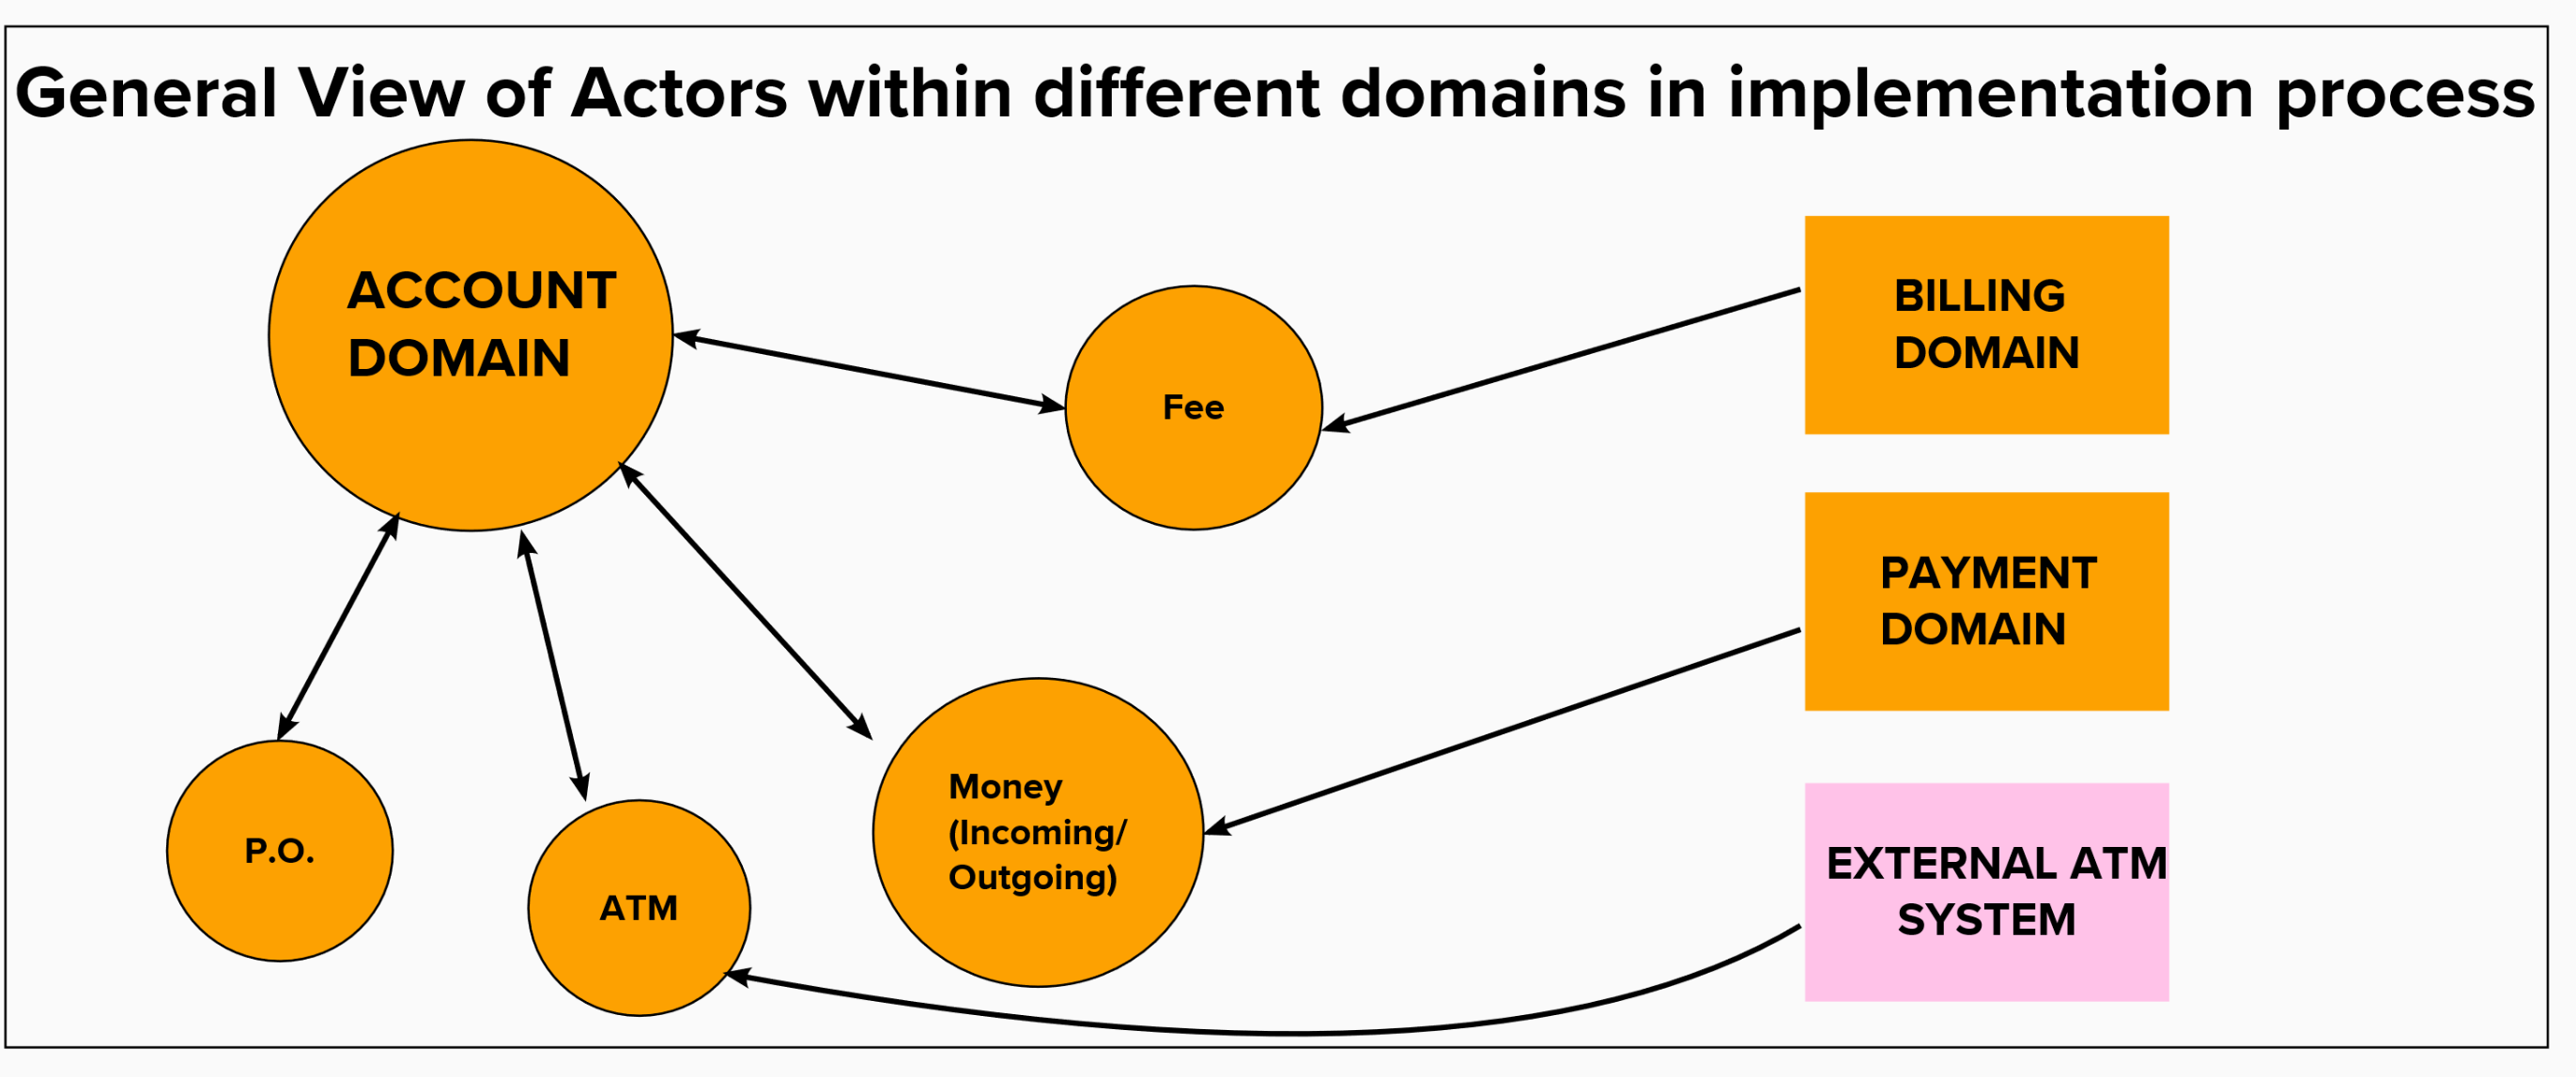 General View of Actors within different domains in implementation process
ACCOUNT
DOMAIN
Fee
BILLING
DOMAIN
PAYMENT
DOMAIN
P.O.
ATM
Money
(Incoming/
Outgoing)
EXTERNAL ATM
SYSTEM